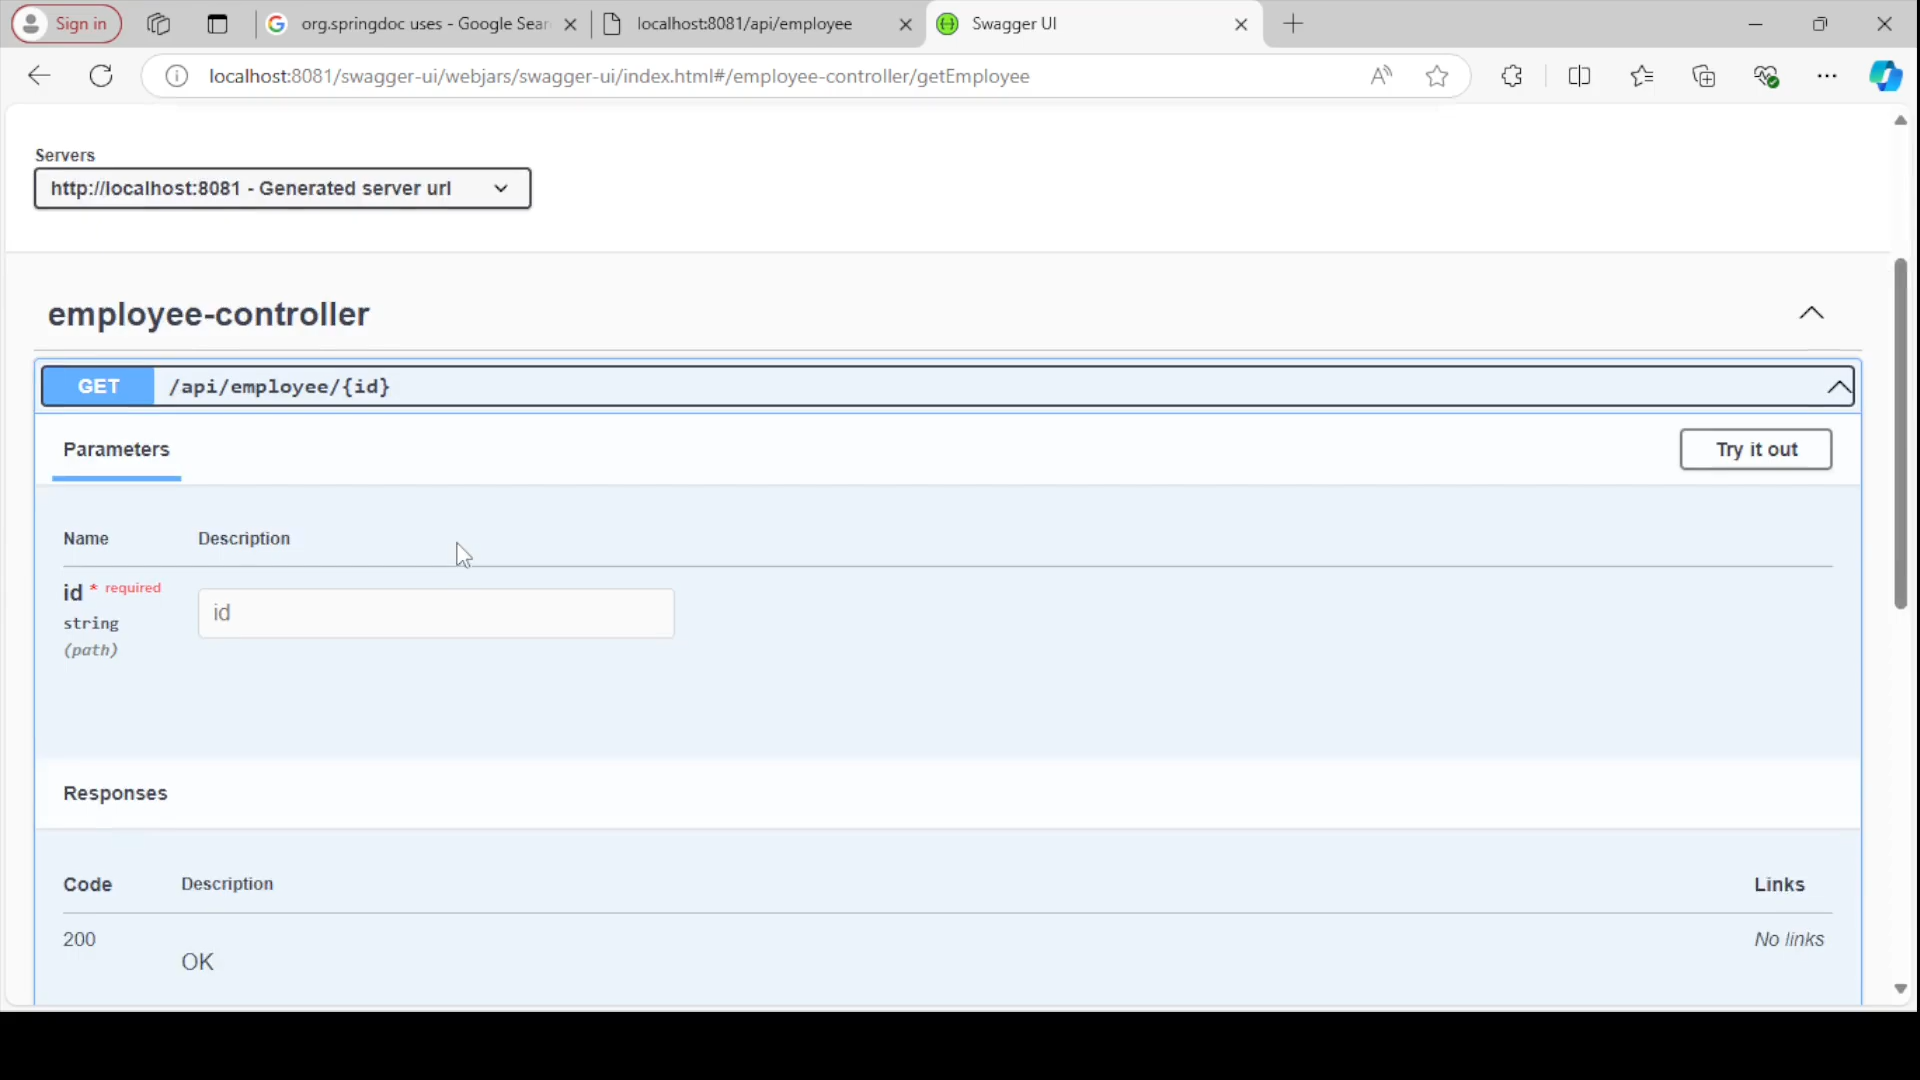 Sign in
org.springdoc uses - Google Sear
localhost:8081/api/employee
Swagger UI
localhost:8081/swagger-ui/webjars/swagger-ui/index.html#/employee-controller/getEmployee
Servers
http://localhost:8081 - Generated server url
employee-controller
GET /api/employee/{id}
Parameters
Try it out
Name Description
id * required
string
(path)
id
Responses
Code Description Links
200 No links
OK